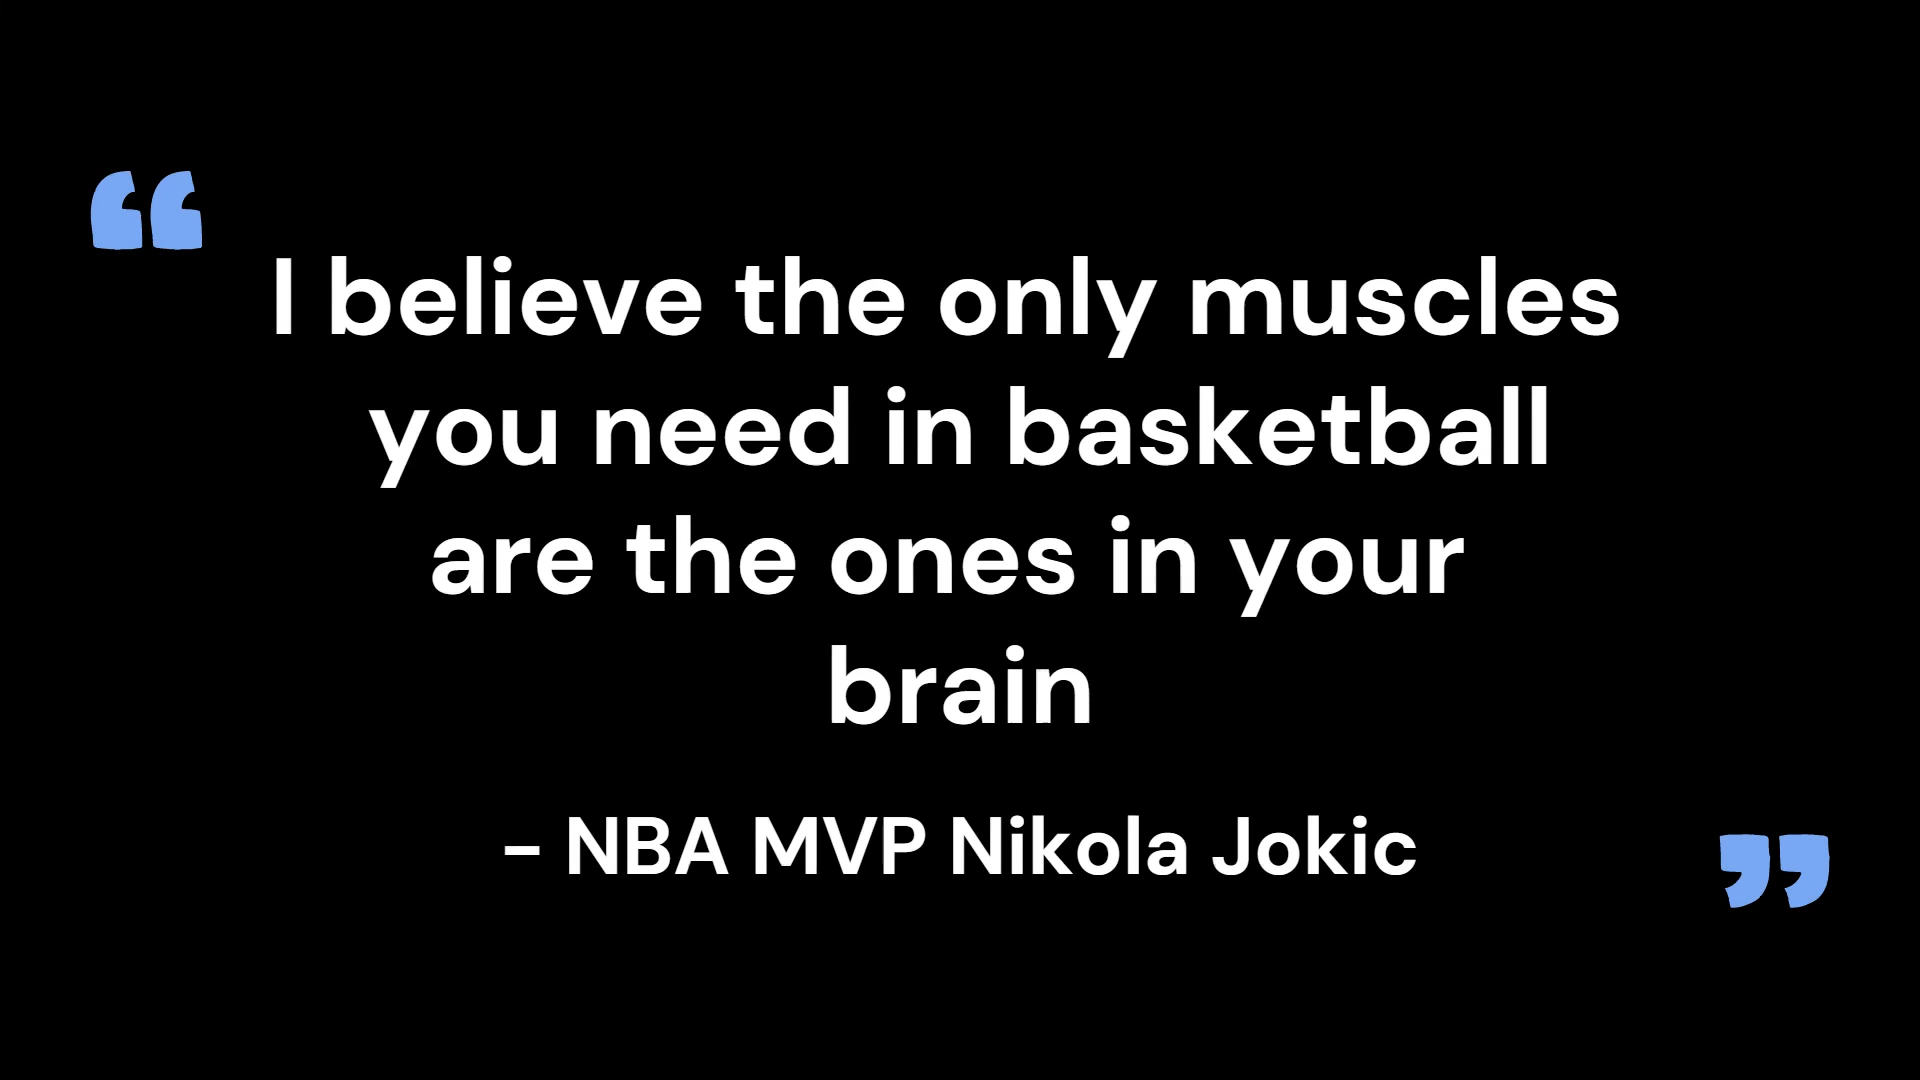 “
I believe the only muscles
you need in basketball
are the ones in your
brain
- NBA MVP Nikola Jokic
”